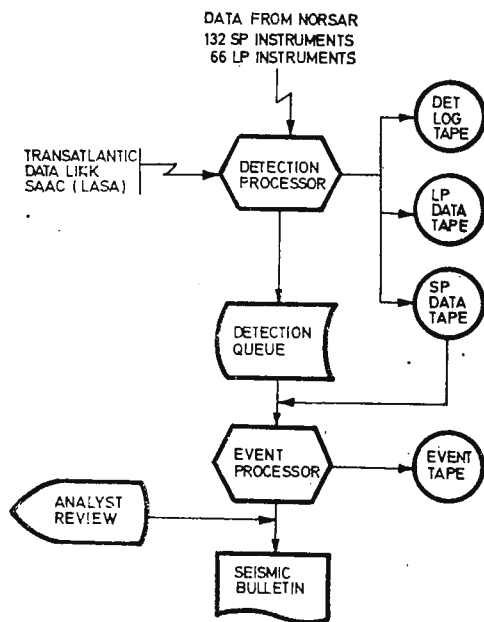 DATA FROM NORSAR
132 SP INSTRUMENTS
66 LP INSTRUMENTS
DET
LOG
TAPE
TRANSATLANTIC
DATA LINK
SAAC (LASA)
DETECTION
PROCESSOR
LP
DATA
TAPE
SP
DATA
TAPE
DETECTION
QUEUE
EVENT
PROCESSOR
EVENT
TAPE
ANALYST
REVIEW
SEISMIC
BULLETIN